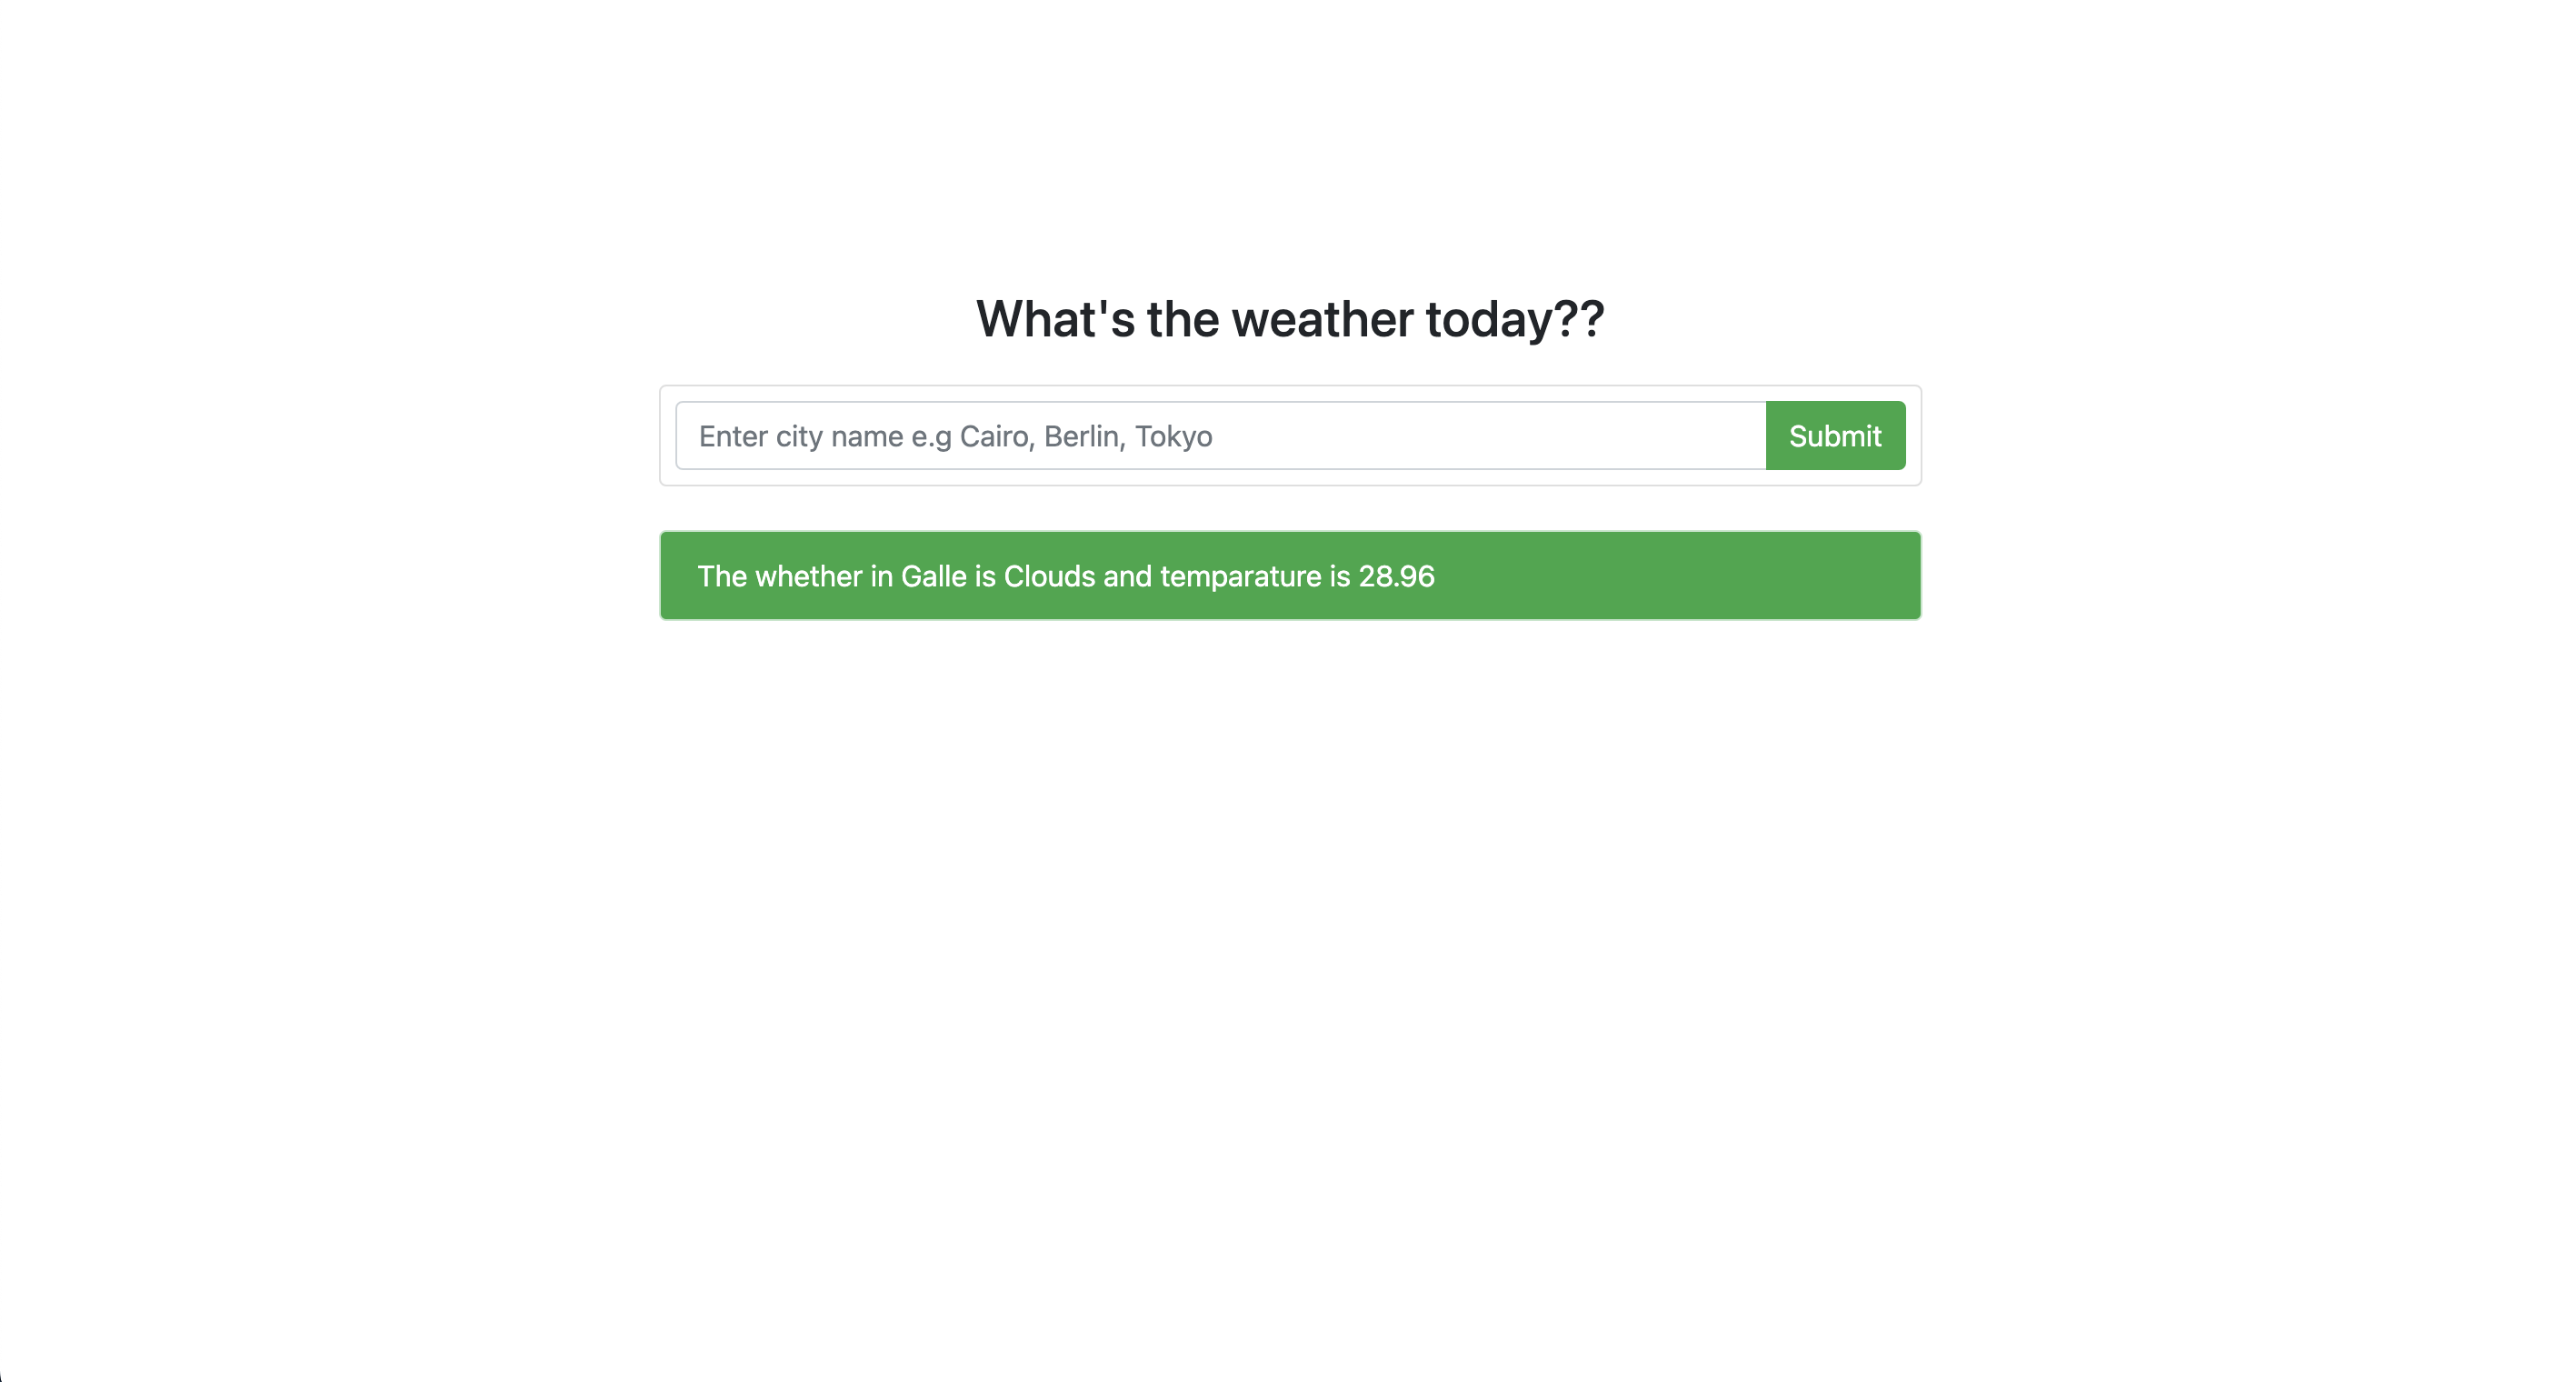 What's the weather today??
Enter city name e.g Cairo, Berlin, Tokyo
Submit
The whether in Galle is Clouds and temparature is 28.96